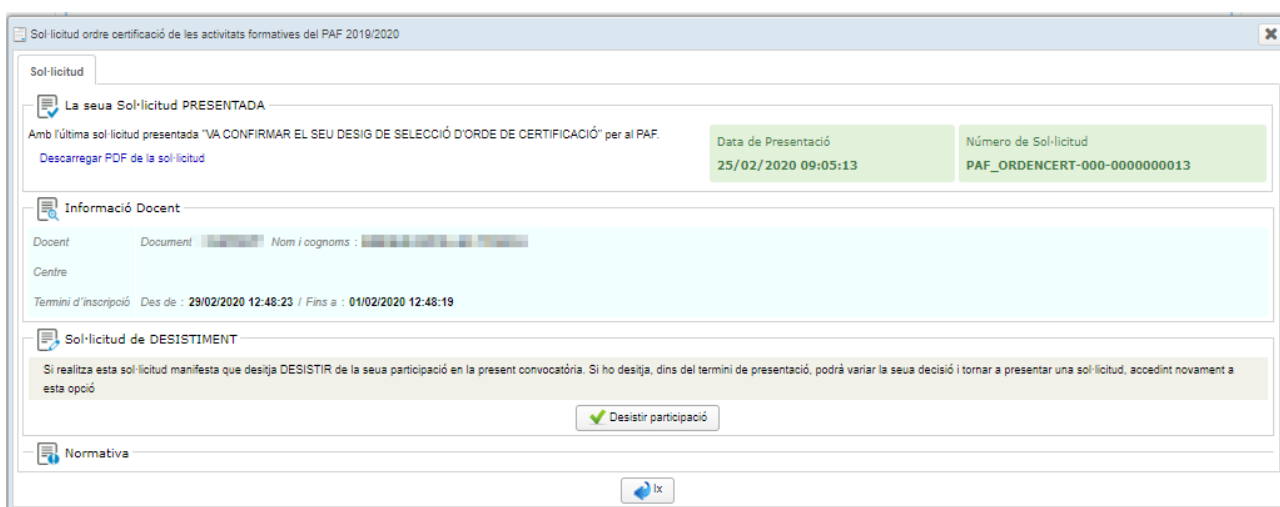 Sol·licitud ordre certificació de les activitats formatives del PAF 2019/2020
Sol·licitud
La seua Sol·licitud PRESENTADA
Amb l'última sol·licitud presentada "VA CONFIRMAR EL SEU DESIG DE SELECCIÓ D'ORDE DE CERTIFICACIÓ" per al PAF.
Descarregar PDF de la sol·licitud
Data de Presentació
25/02/2020 09:05:13
Número de Sol·licitud
PAF_ORDENCERT-000-0000000013
Informació Docent
Docent Document Nom i cognoms :
Centre
Termini d'inscripció Des de : 29/02/2020 12:48:23 / Fins a : 01/02/2020 12:48:19
Sol·licitud de DESISTIMENT
Si realitza esta sol·licitud manifesta que desitja DESISTIR de la seua participació en la present convocatória. Si ho desitja, dins del termini de presentació, podrà variar la seua decisió i tornar a presentar una sol·licitud, accedint novament a
esta opció
Desistir participació
Normativa
Ix